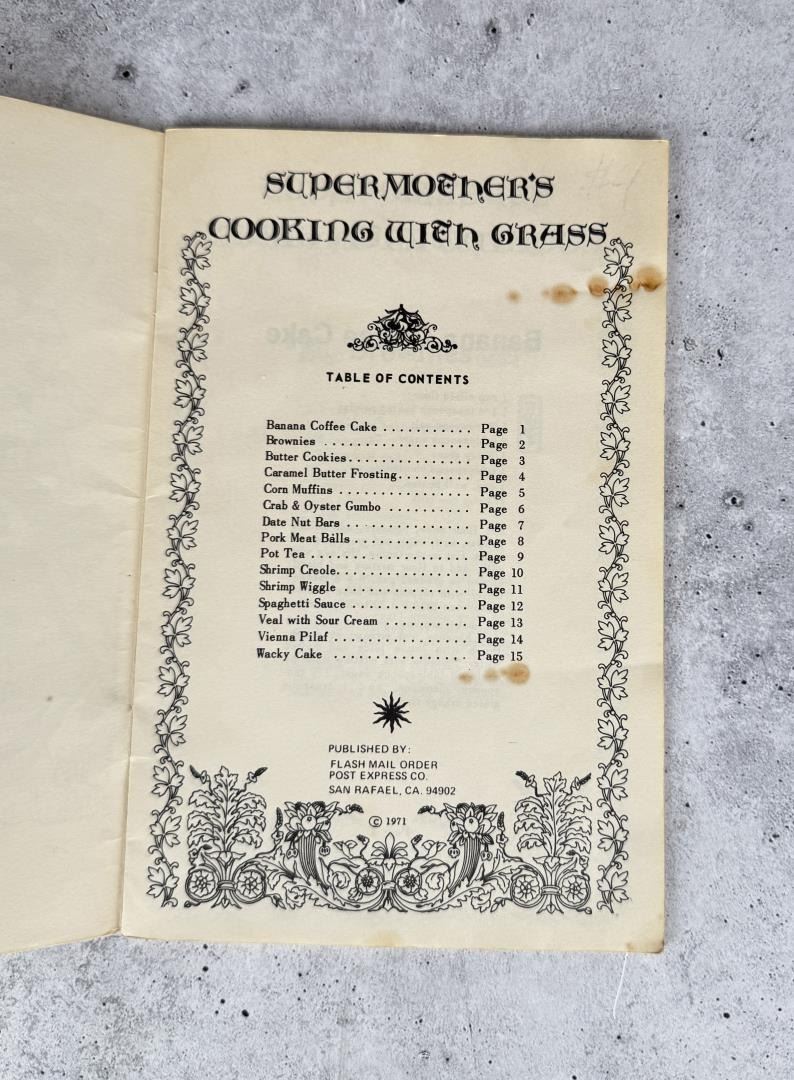 SUPERMOTHER'S
COOKING WITH GRASS
TABLE OF CONTENTS
Banana Coffee Cake . . . . . . . . . . Page 1
Brownies . . . . . . . . . . . . . . . . . Page 2
Butter Cookies . . . . . . . . . . . . . . Page 3
Caramel Butter Frosting . . . . . . . . Page 4
Corn Muffins . . . . . . . . . . . . . . . Page 5
Crab & Oyster Gumbo . . . . . . . . . Page 6
Date Nut Bars . . . . . . . . . . . . . . Page 7
Pork Meat Balls . . . . . . . . . . . . . Page 8
Pot Tea . . . . . . . . . . . . . . . . . . Page 9
Shrimp Creole . . . . . . . . . . . . . . Page 10
Shrimp Wiggle . . . . . . . . . . . . . . Page 11
Spaghetti Sauce . . . . . . . . . . . . . Page 12
Veal with Sour Cream . . . . . . . . . Page 13
Vienna Pilaf . . . . . . . . . . . . . . . Page 14
Wacky Cake . . . . . . . . . . . . . . . Page 15
PUBLISHED BY:
FLASH MAIL ORDER
POST EXPRESS CO.
SAN RAFAEL, CA. 94902
© 1971